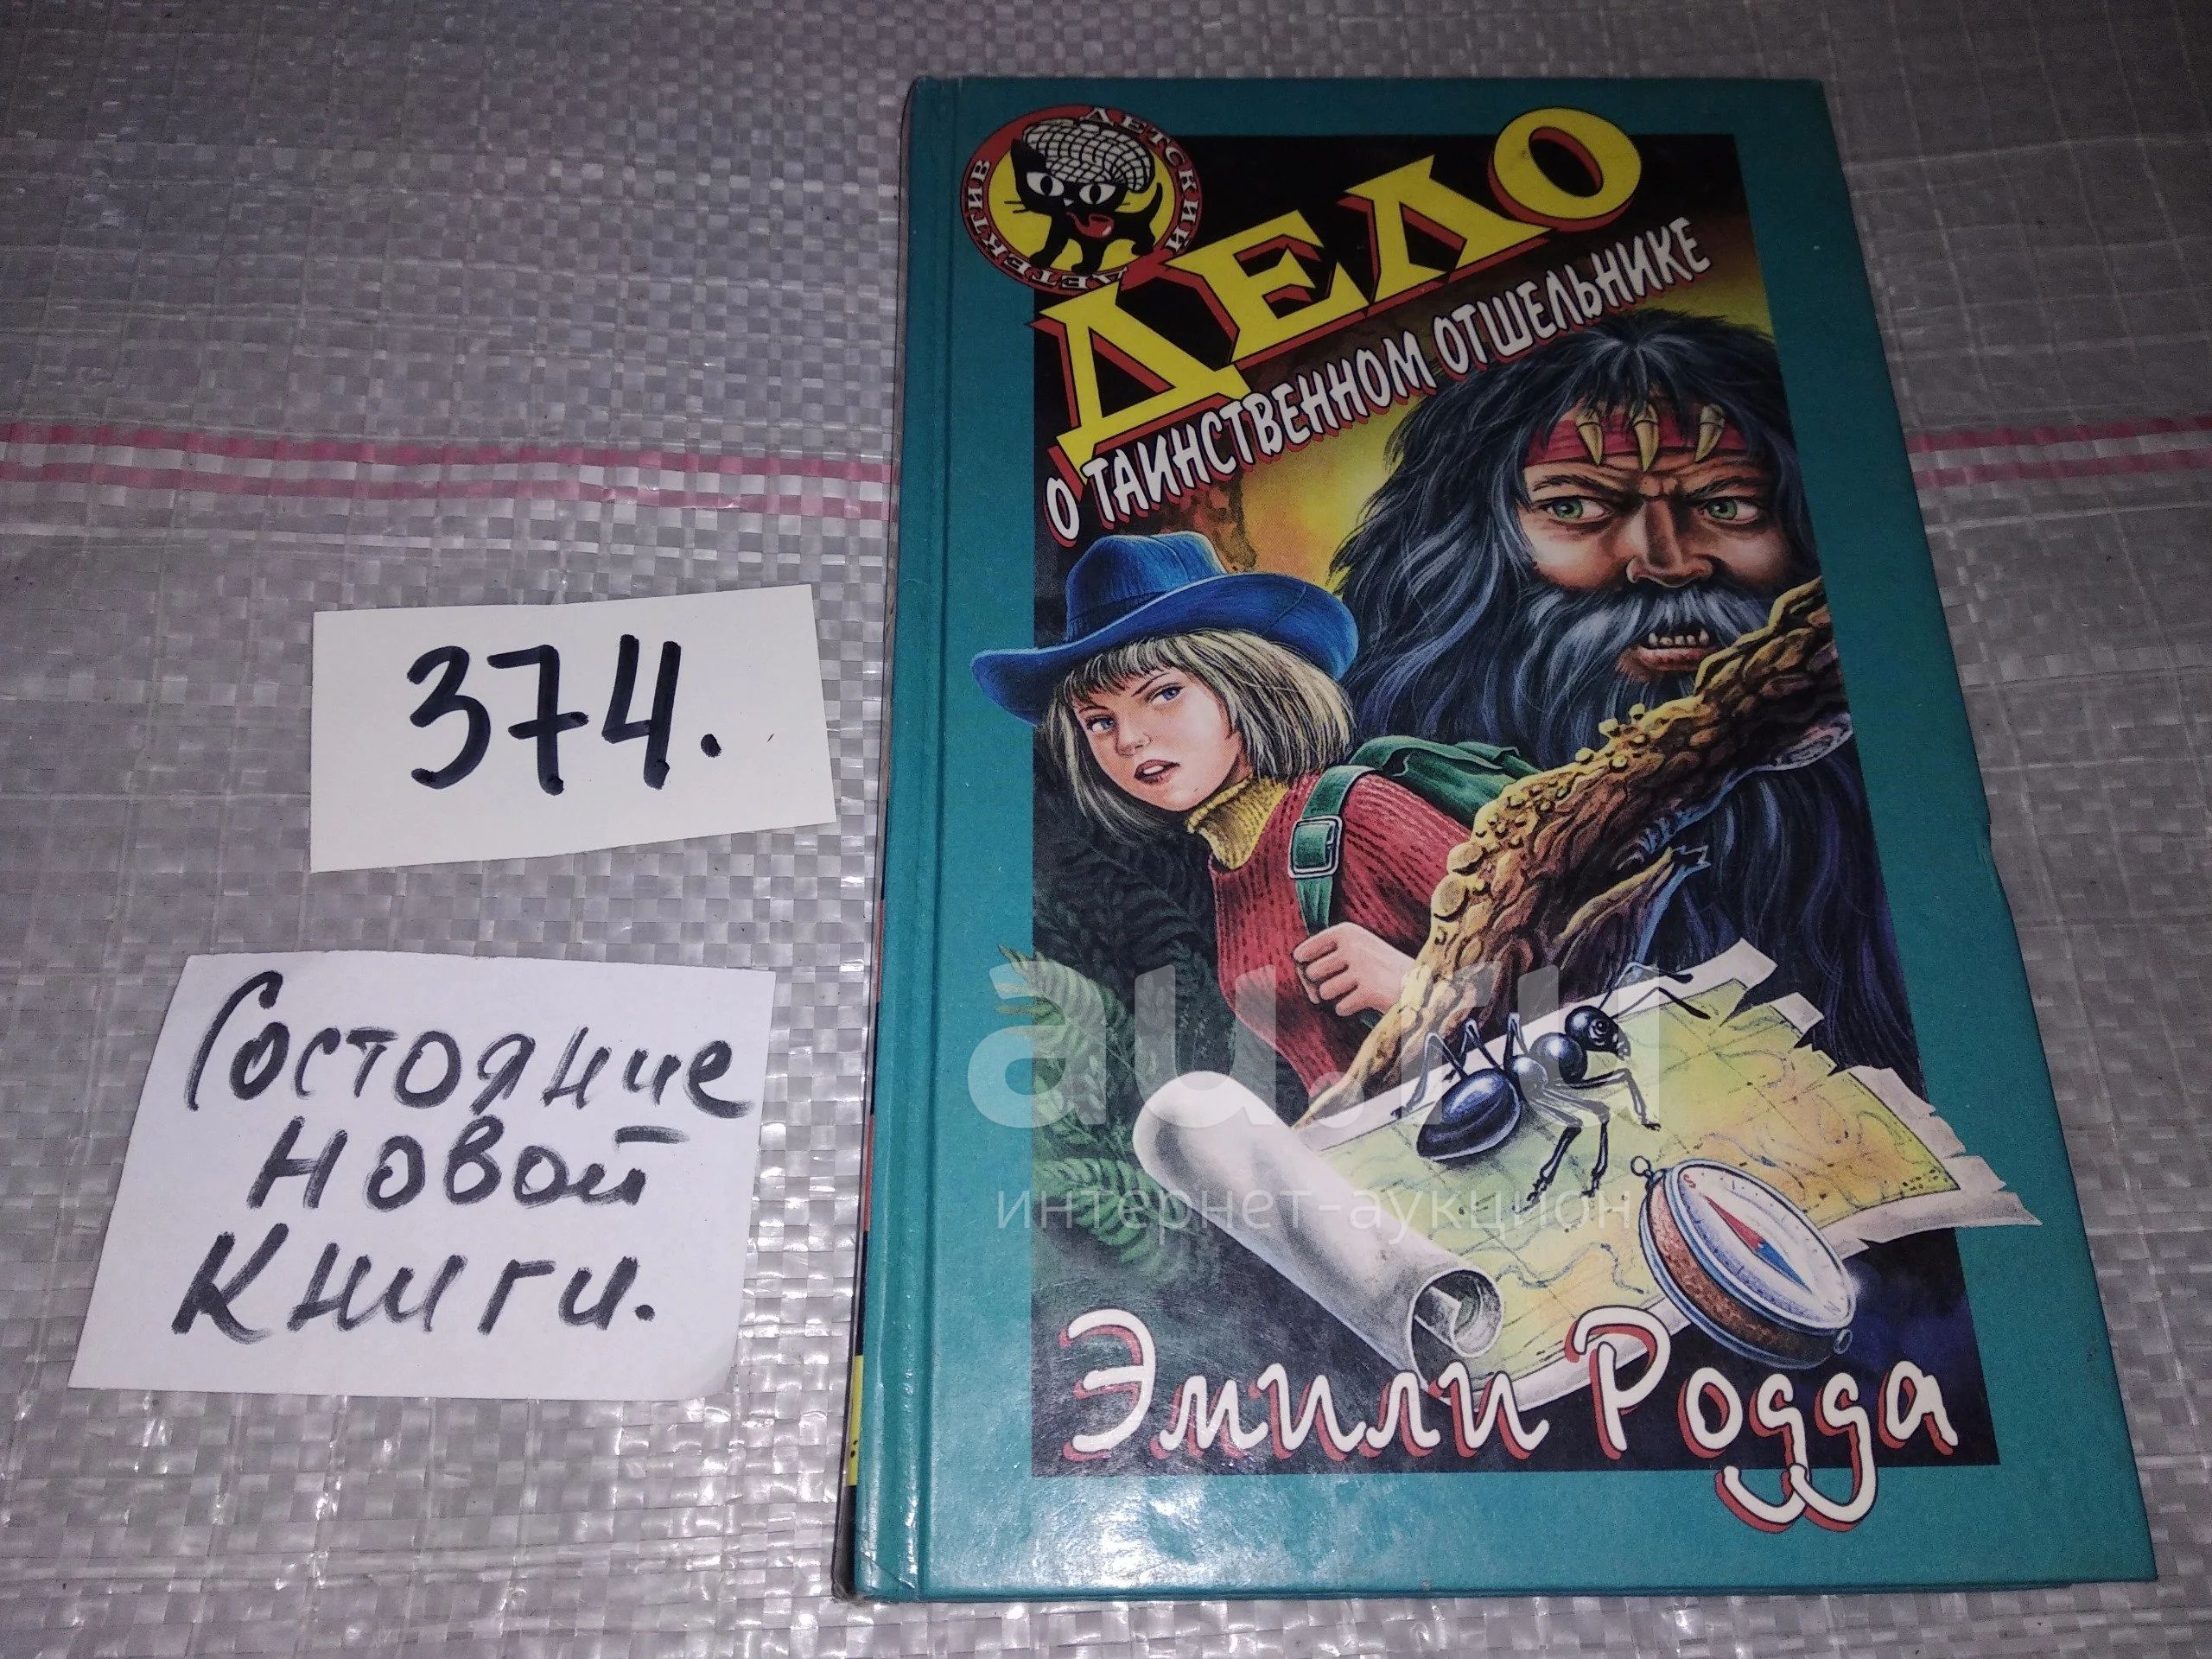 ДЕТСКИЙ ДЕТЕКТИВ
ДЕЛО
О ТАИНСТВЕННОМ ОТШЕЛЬНИКЕ
374.
Состояние
новой
книги.
au.ru
интернет-аукцион
Эмили Родда